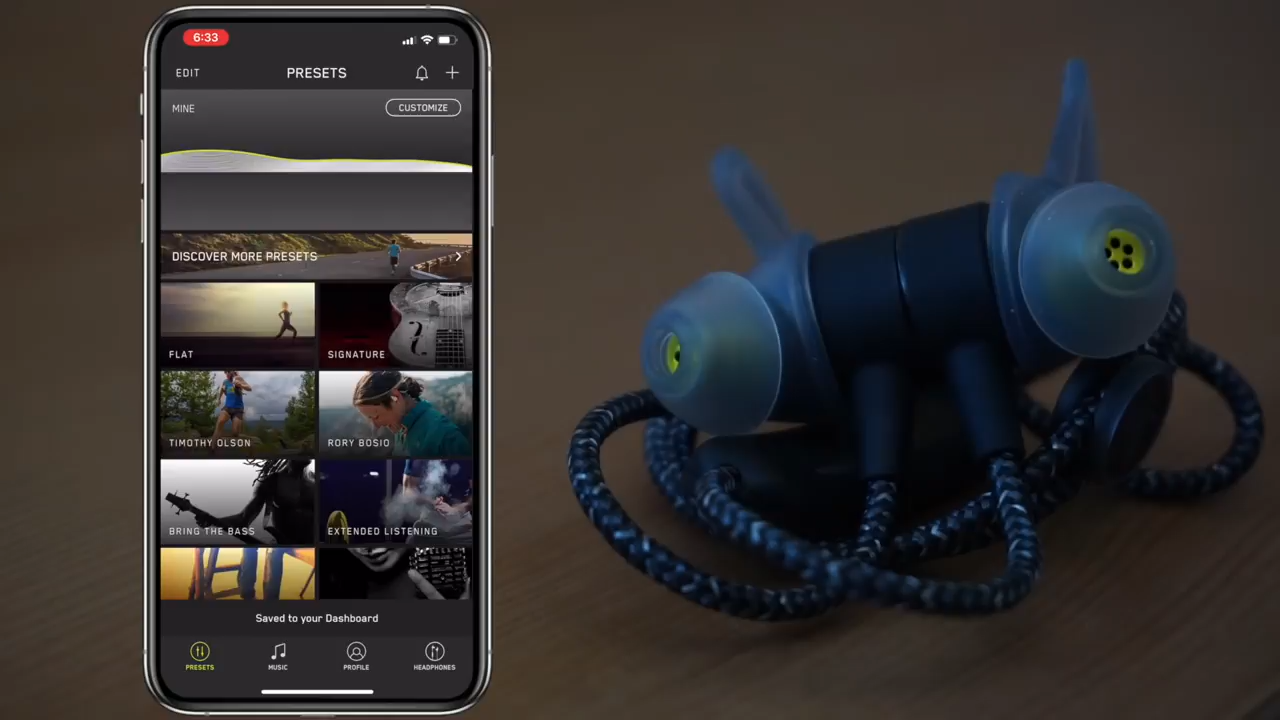 6:33
EDIT
PRESETS
MINE
CUSTOMIZE
DISCOVER MORE PRESETS
FLAT
SIGNATURE
TIMOTHY OLSON
RORY BOSIO
BRING THE BASS
EXTENDED LISTENING
Saved to your Dashboard
PRESETS
MUSIC
PROFILE
HEADPHONES